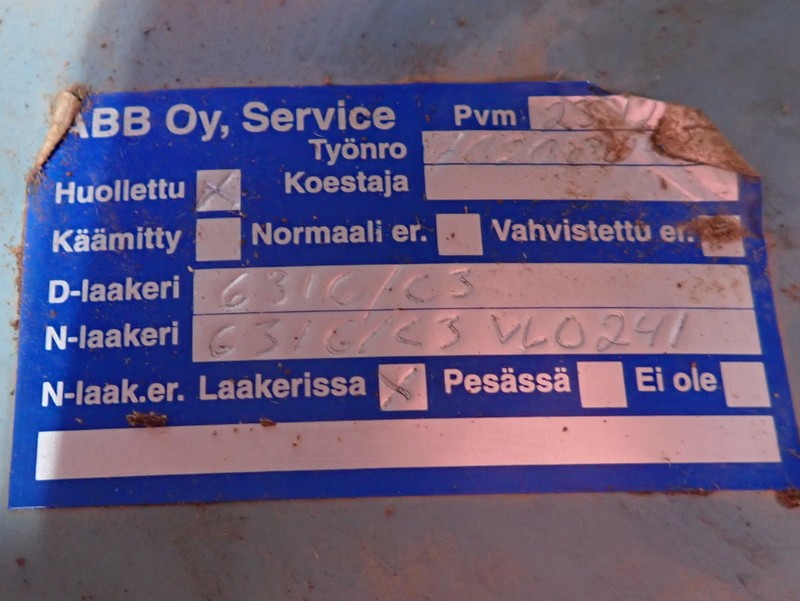 ABB Oy, Service Pvm
Työnro
Huollettu Koestaja
Käämitty Normaali er. Vahvistettu er.
D-laakeri 6316/C3
N-laakeri 6316/C3 VL0241
N-laak.er. Laakerissa Pesässä Ei ole